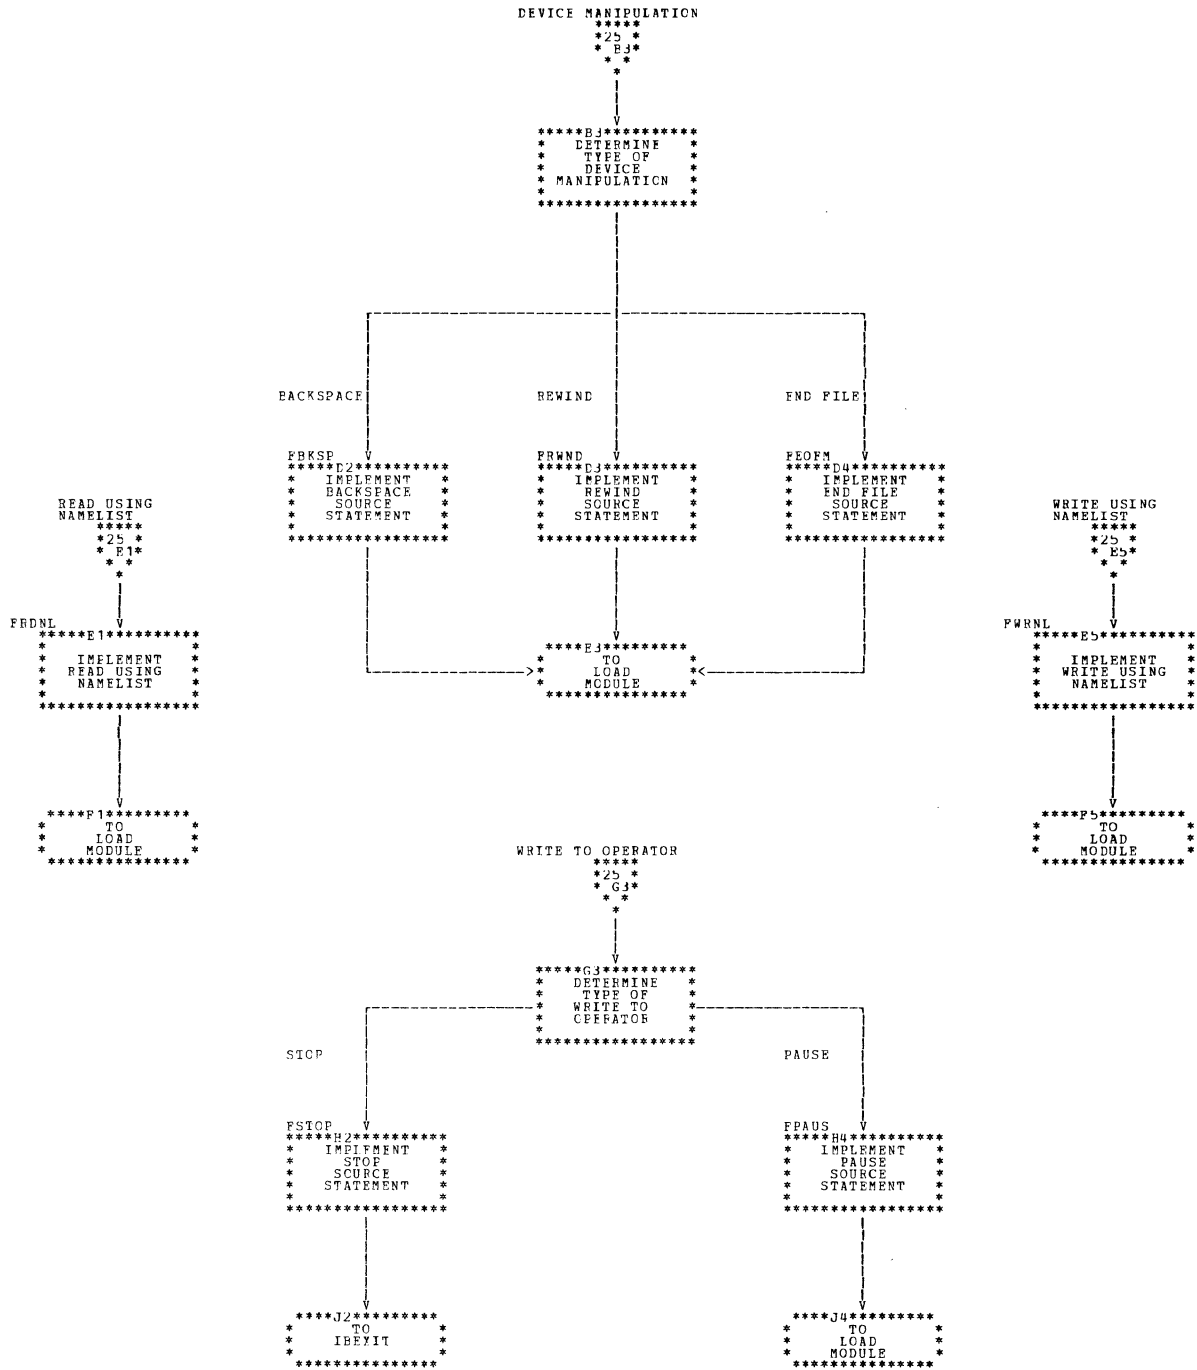 DEVICE MANIPULATION
25
B3
B3
DETERMINE
TYPE OF
DEVICE
MANIPULATION
BACKSPACE
REWIND
END FILE
FBKSP
D2
IMPLEMENT
BACKSPACE
SOURCE
STATEMENT
FRWND
D3
IMPLEMENT
REWIND
SOURCE
STATEMENT
FEOFM
D4
IMPLEMENT
END FILE
SOURCE
STATEMENT
READ USING
NAMELIST
25
E1
FRDNL
E1
IMPLEMENT
READ USING
NAMELIST
E3
TO
LOAD
MODULE
WRITE USING
NAMELIST
25
E5
FWRNL
E5
IMPLEMENT
WRITE USING
NAMELIST
F1
TO
LOAD
MODULE
F5
TO
LOAD
MODULE
WRITE TO OPERATOR
25
G3
G3
DETERMINE
TYPE OF
WRITE TO
OPERATOR
STOP
PAUSE
FSTOP
H2
IMPLEMENT
STOP
SOURCE
STATEMENT
FPAUS
H4
IMPLEMENT
PAUSE
SOURCE
STATEMENT
J2
TO
IBEXIT
J4
TO
LOAD
MODULE